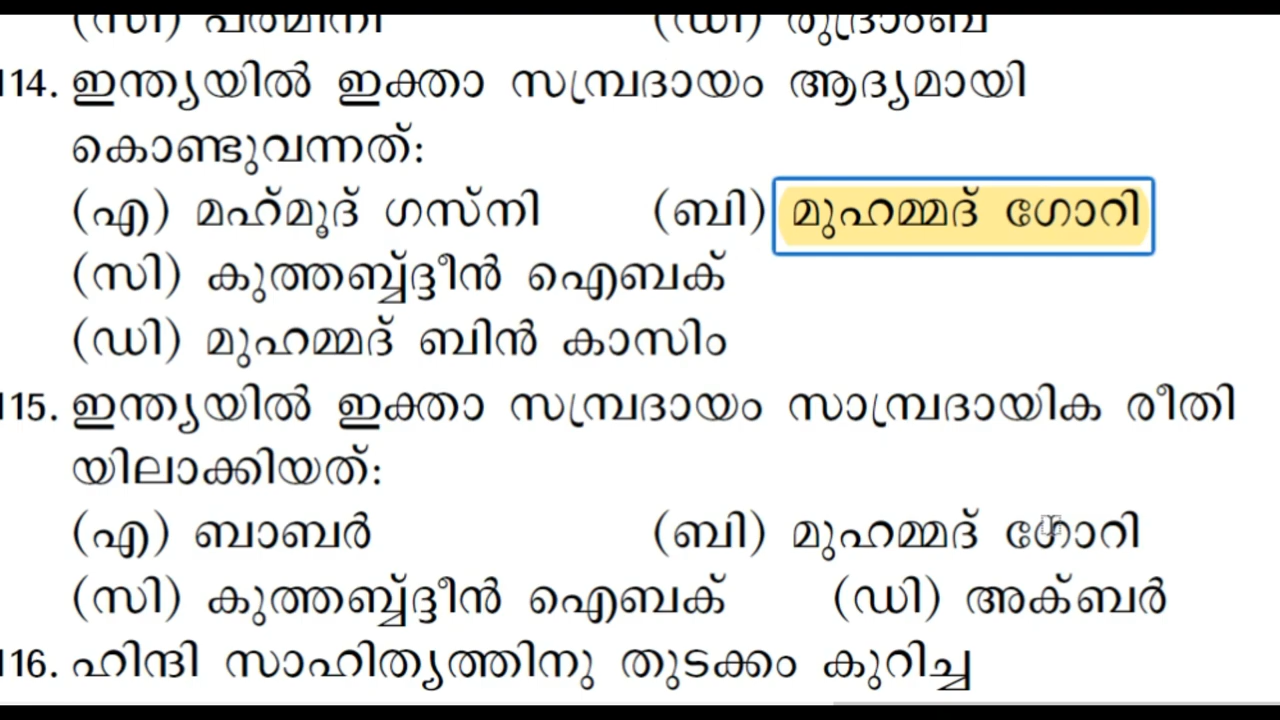 (സി) പത്മിനി (ഡി) രുദ്രാംബ
114. ഇന്ത്യയിൽ ഇക്താ സമ്പ്രദായം ആദ്യമായി
കൊണ്ടുവന്നത്:
(എ) മഹ്മൂദ് ഗസ്നി (ബി) മുഹമ്മദ് ഗോറി
(സി) കുത്തബ്ബ്ദ്ദീൻ ഐബക്
(ഡി) മുഹമ്മദ് ബിൻ കാസിം
115. ഇന്ത്യയിൽ ഇക്താ സമ്പ്രദായം സാമ്പ്രദായിക രീതി
യിലാക്കിയത്:
(എ) ബാബർ (ബി) മുഹമ്മദ് ഗോറി
(സി) കുത്തബ്ബ്ദ്ദീൻ ഐബക് (ഡി) അക്ബർ
116. ഹിന്ദി സാഹിത്യത്തിനു തുടക്കം കുറിച്ച